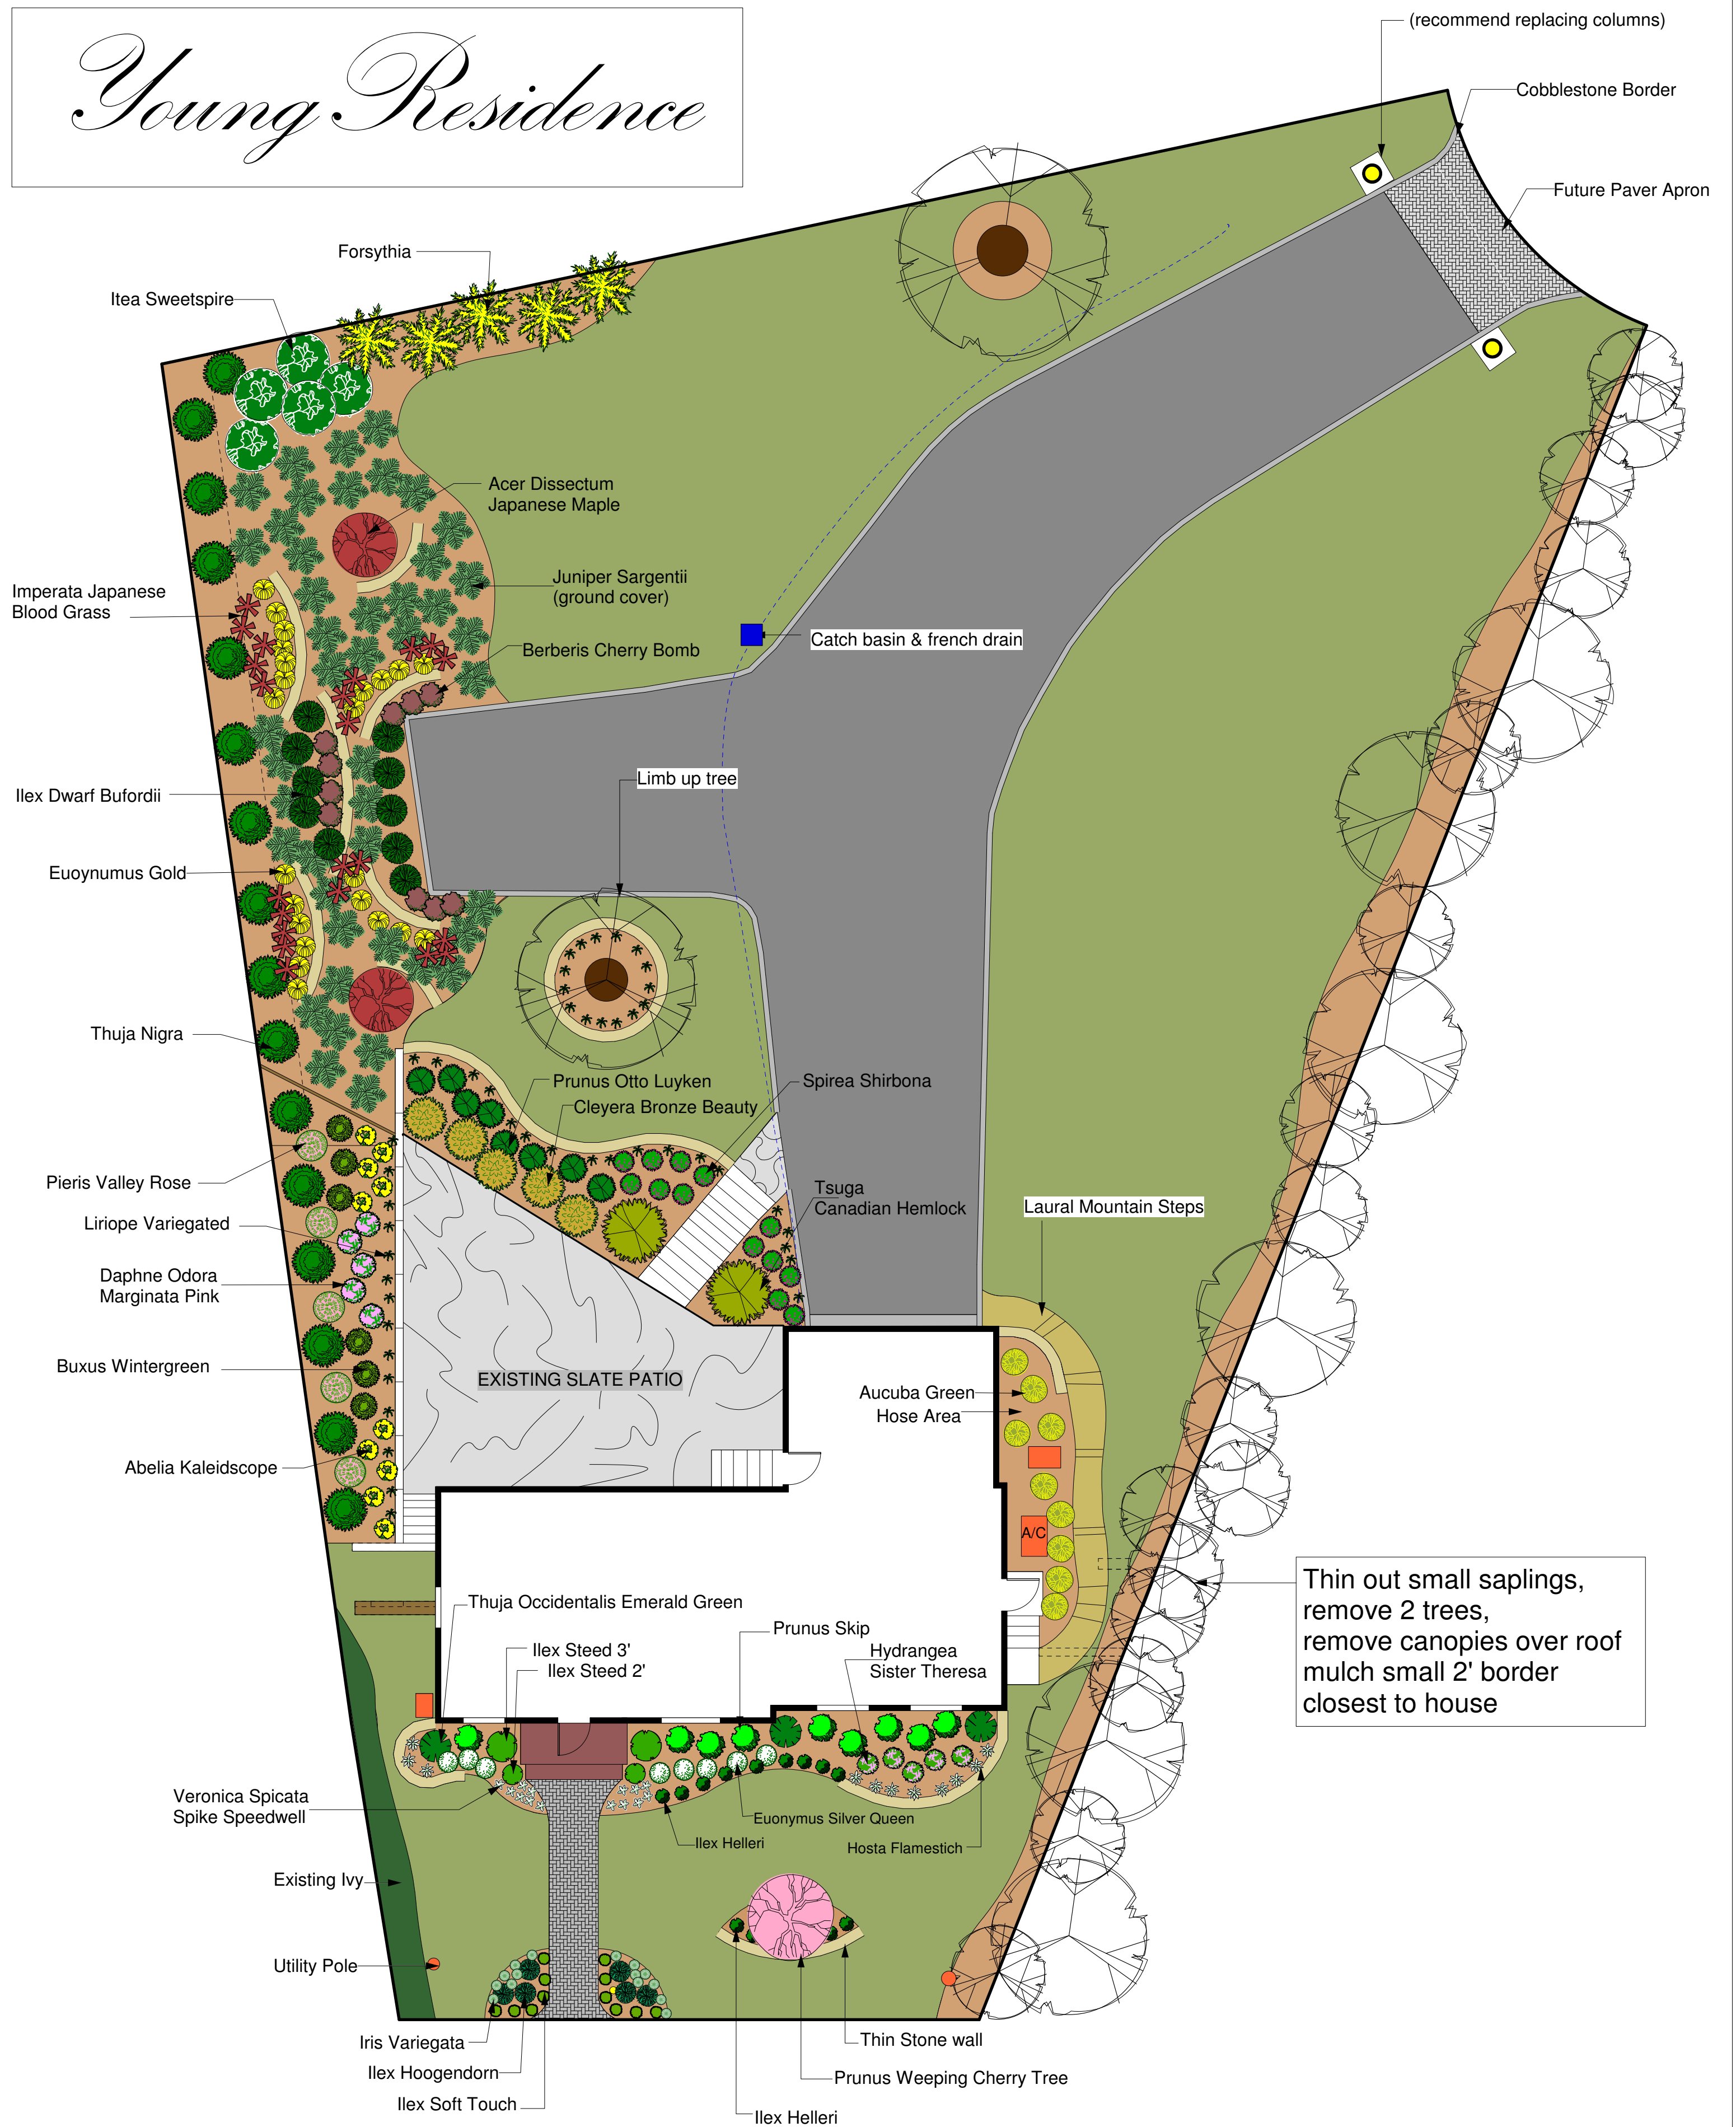 Young Residence
(recommend replacing columns)
Cobblestone Border
Future Paver Apron
Forsythia
Itea Sweetspire
Acer Dissectum
Japanese Maple
Imperata Japanese
Blood Grass
Juniper Sargentii
(ground cover)
Catch basin & french drain
Berberis Cherry Bomb
Limb up tree
Ilex Dwarf Bufordii
Euoynumus Gold
Thuja Nigra
Prunus Otto Luyken
Spirea Shirbona
Cleyera Bronze Beauty
Pieris Valley Rose
Tsuga
Canadian Hemlock
Laural Mountain Steps
Liriope Variegated
Daphne Odora
Marginata Pink
Buxus Wintergreen
EXISTING SLATE PATIO
Aucuba Green
Hose Area
Abelia Kaleidscope
A/C
Thin out small saplings,
remove 2 trees,
remove canopies over roof
mulch small 2' border
closest to house
Thuja Occidentalis Emerald Green
Prunus Skip
Ilex Steed 3'
Ilex Steed 2'
Hydrangea
Sister Theresa
Veronica Spicata
Spike Speedwell
Euonymus Silver Queen
Ilex Helleri
Hosta Flamestich
Existing Ivy
Utility Pole
Iris Variegata
Thin Stone wall
Ilex Hoogendorn
Prunus Weeping Cherry Tree
Ilex Soft Touch
Ilex Helleri